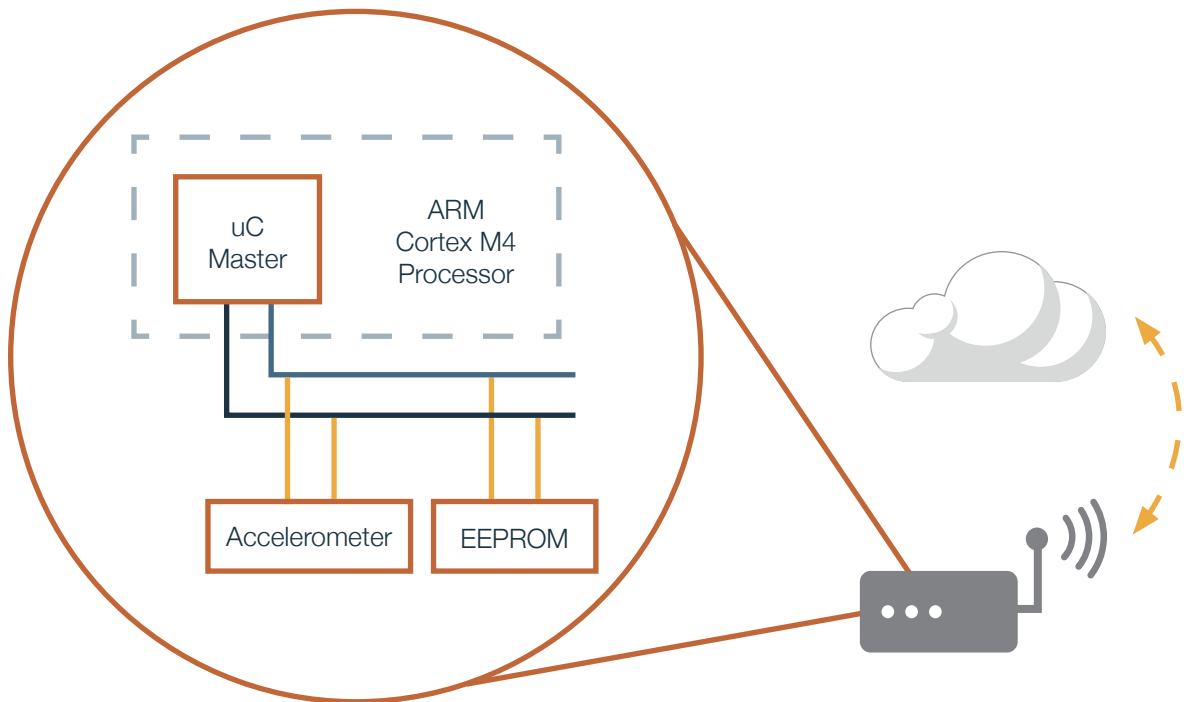 uC
Master
ARM
Cortex M4
Processor
Accelerometer
EEPROM